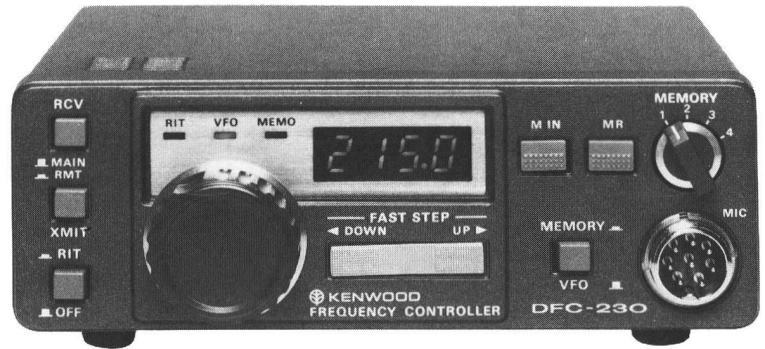 RCV
MAIN
RMT
XMIT
RIT
OFF
RIT VFO MEMO
215.0
FAST STEP
◄ DOWN UP ►
KENWOOD
FREQUENCY CONTROLLER
M IN MR
MEMORY
1 2 3 4
MEMORY
VFO
MIC
DFC-230